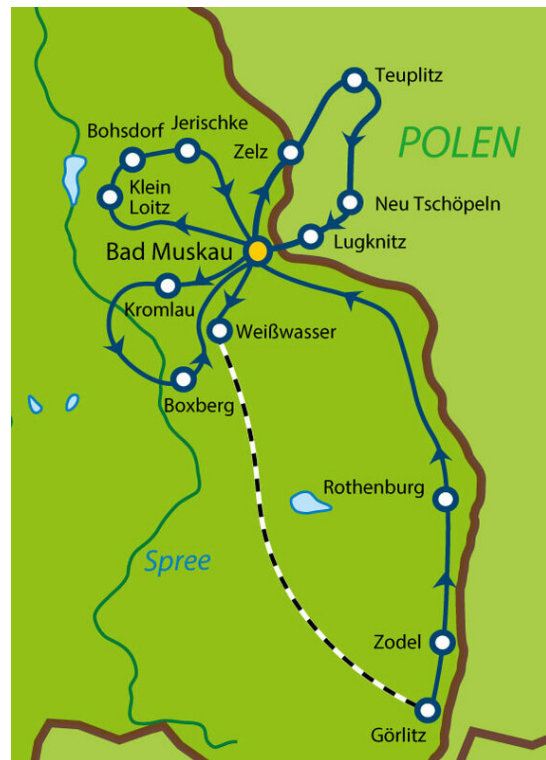 Teuplitz
Jerischke
Bohsdorf
Zelz
POLEN
Klein
Loitz
Neu Tschöpeln
Lugknitz
Bad Muskau
Kromlau
Weißwasser
Boxberg
Rothenburg
Spree
Zodel
Görlitz